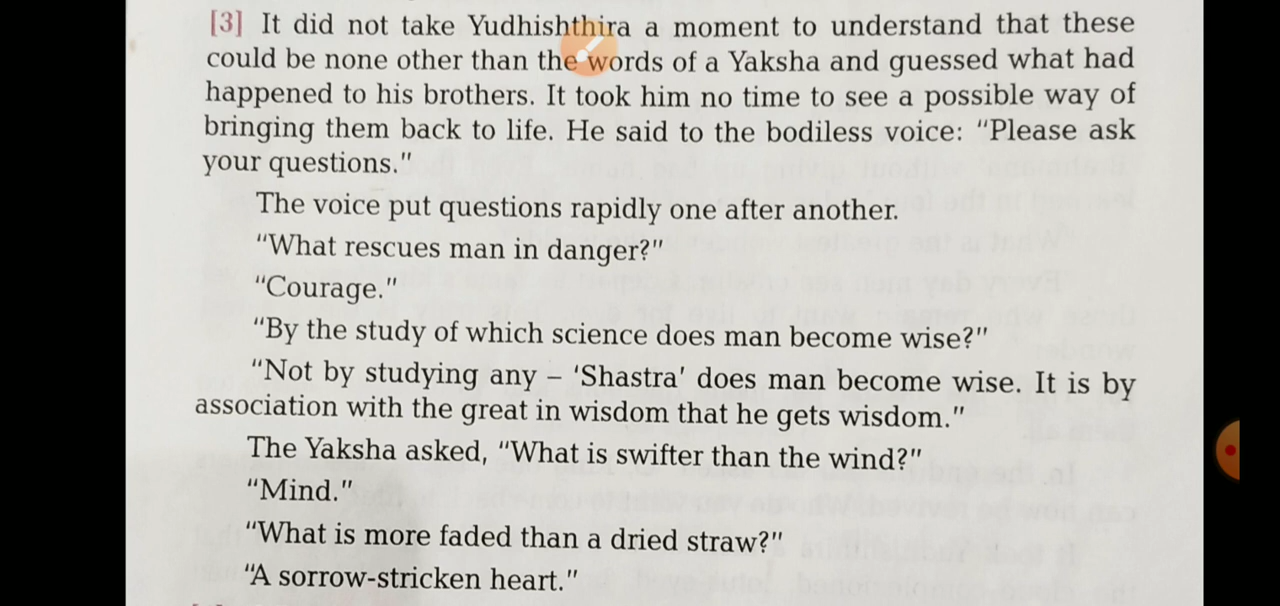 [3] It did not take Yudhishthira a moment to understand that these
could be none other than the words of a Yaksha and guessed what had
happened to his brothers. It took him no time to see a possible way of
bringing them back to life. He said to the bodiless voice: "Please ask
your questions."
The voice put questions rapidly one after another.
"What rescues man in danger?"
"Courage."
"By the study of which science does man become wise?"
"Not by studying any – 'Shastra' does man become wise. It is by
association with the great in wisdom that he gets wisdom."
The Yaksha asked, "What is swifter than the wind?"
"Mind."
"What is more faded than a dried straw?"
"A sorrow-stricken heart."